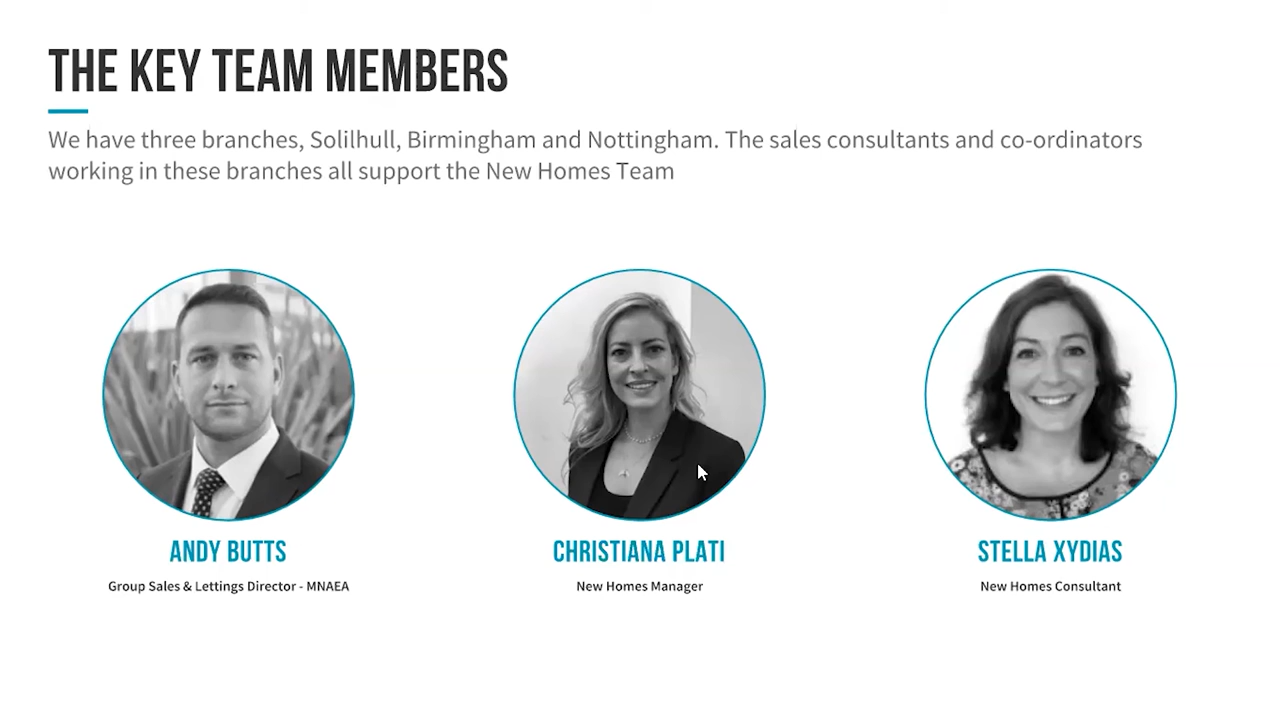 THE KEY TEAM MEMBERS
We have three branches, Solilhull, Birmingham and Nottingham. The sales consultants and co-ordinators
working in these branches all support the New Homes Team
ANDY BUTTS
Group Sales & Lettings Director - MNAEA
CHRISTIANA PLATI
New Homes Manager
STELLA XYDIAS
New Homes Consultant